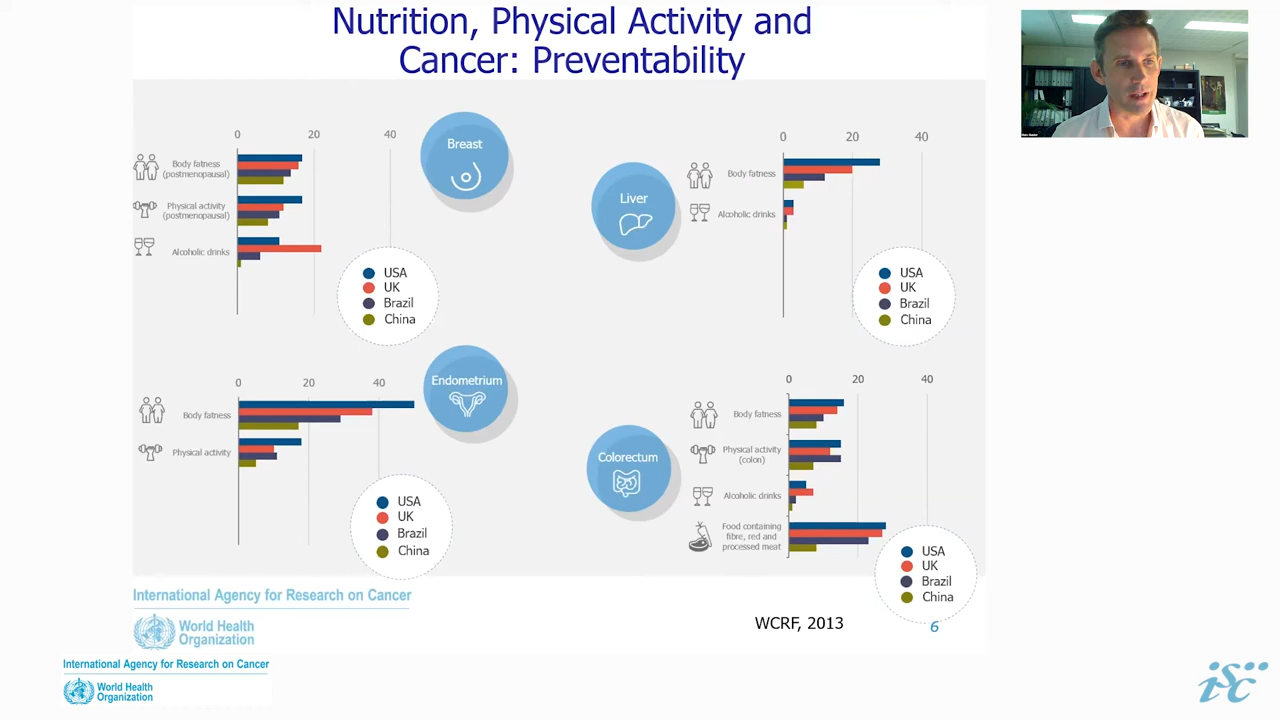 Nutrition, Physical Activity and
Cancer: Preventability
0 20 40
Body fatness
(postmenopausal)
Physical activity
(postmenopausal)
Alcoholic drinks
Breast
USA
UK
Brazil
China
Liver
0 20 40
Body fatness
Alcoholic drinks
USA
UK
Brazil
China
0 20 40
Body fatness
Physical activity
Endometrium
USA
UK
Brazil
China
Colorectum
0 20 40
Body fatness
Physical activity
(colon)
Alcoholic drinks
Food containing
fibre, red and
processed meat
USA
UK
Brazil
China
International Agency for Research on Cancer
World Health
Organization
WCRF, 2013
6
International Agency for Research on Cancer
World Health
Organization
isc